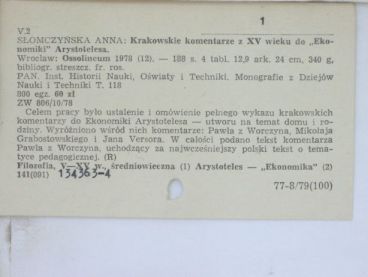 1
V.2
SŁOMCZYŃSKA ANNA: Krakowskie komentarze z XV wieku do „Eko-
nomiki” Arystotelesa.
Wrocław: Ossolineum 1978 (12). — 188 s. 4 tabl. 12,9 ark. 24 cm, 340 g,
bibliogr. streszcz. fr. ros.
PAN. Inst. Historii Nauki, Oświaty i Techniki. Monografie z Dziejów
Nauki i Techniki T. 118
800 egz. 60 zł
ZW 806/10/78
Celem pracy było ustalenie i omówienie pełnego wykazu krakowskich
komentarzy do Ekonomiki Arystotelesa — utworu na temat domu i ro-
dziny. Wyróżniono wśród nich komentarze: Pawła z Worczyna, Mikołaja
Grabostowskiego i Jana Versora. W całości podano tekst komentarza
Pawła z Worczyna, uchodzący za najwcześniejszy polski tekst o tema-
tyce pedagogicznej. (R)
Filozofia, V—XV w., średniowieczna (1) Arystoteles — „Ekonomika” (2)
141(091) 134363-4
77-8/79(100)